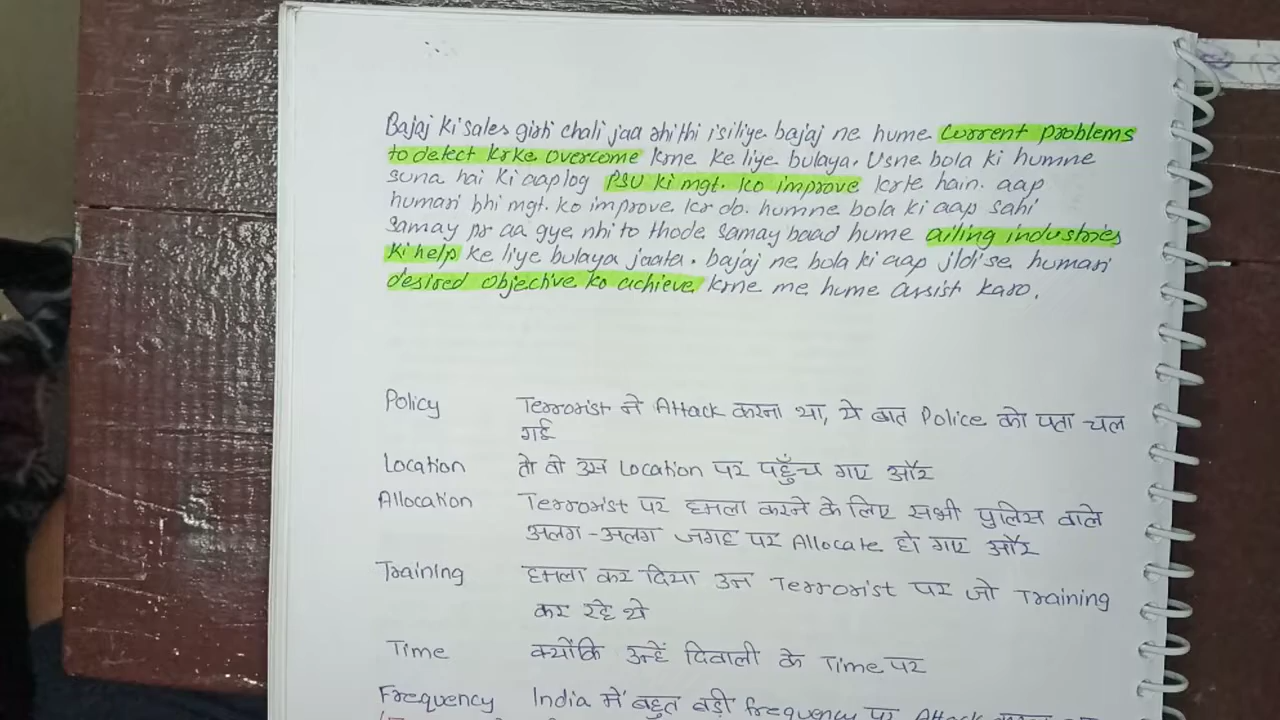 Bajaj ki sales girti chali jaa rhi thi isiliye bajaj ne hume current problems
to detect krke overcome krne ke liye bulaya. Usne bola ki humne
suna hai ki aaplog PSU ki mgt. ko improve krte hain. aap
humari bhi mgt. ko improve kr do. humne bola ki aap sahi
samay pr aa gye nhi to thode samay baad hume ailing industries
ki help ke liye bulaya jaata. bajaj ne bola ki aap jldi se humari
desired objective ko achieve krne me hume assist karo.
Policy Terrorist ने Attack करना था, ये बात Police को पता चल
गई
Location तो वो उस Location पर पहुँच गए और
Allocation Terrorist पर हमला करने के लिए सभी पुलिस वाले
अलग-अलग जगह पर Allocate हो गए और
Training हमला कर दिया उन Terrorist पर जो Training
कर रहे थे
Time क्योंकि उन्हें दिवाली के Time पर
Frequency India में बहुत बड़ी frequency पर Attack